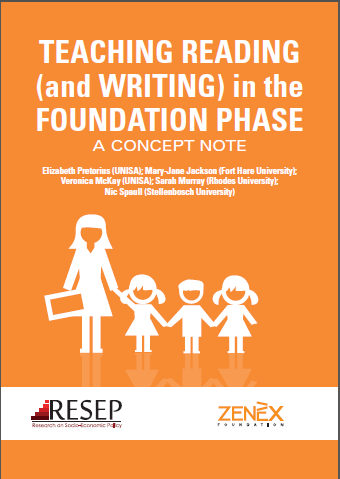 TEACHING READING
(and WRITING) in the
FOUNDATION PHASE
A CONCEPT NOTE
Elizabeth Pretorius (UNISA); Mary-Jane Jackson (Fort Hare University);
Veronica McKay (UNISA); Sarah Murray (Rhodes University);
Nic Spaull (Stellenbosch University)
RESEP
Research on Socio-Economic Policy
ZENËX
FOUNDATION